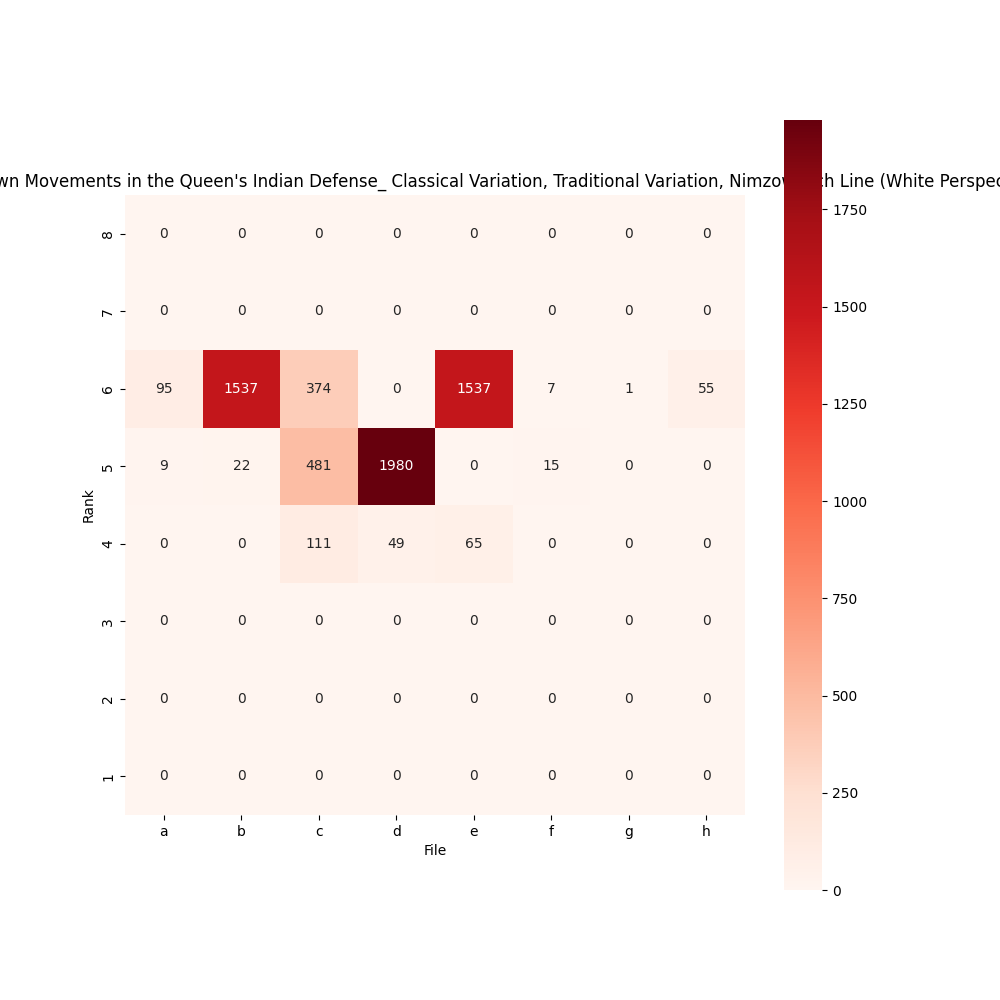 wn Movements in the Queen's Indian Defense_ Classical Variation, Traditional Variation, Nimzow ch Line (White Perspec
8 0 0 0 0 0 0 0 0
7 0 0 0 0 0 0 0 0
6 95 1537 374 0 1537 7 1 55
5 9 22 481 1980 0 15 0 0
4 0 0 111 49 65 0 0 0
3 0 0 0 0 0 0 0 0
2 0 0 0 0 0 0 0 0
1 0 0 0 0 0 0 0 0
a b c d e f g h
File
Rank
1750
1500
1250
1000
750
500
250
0